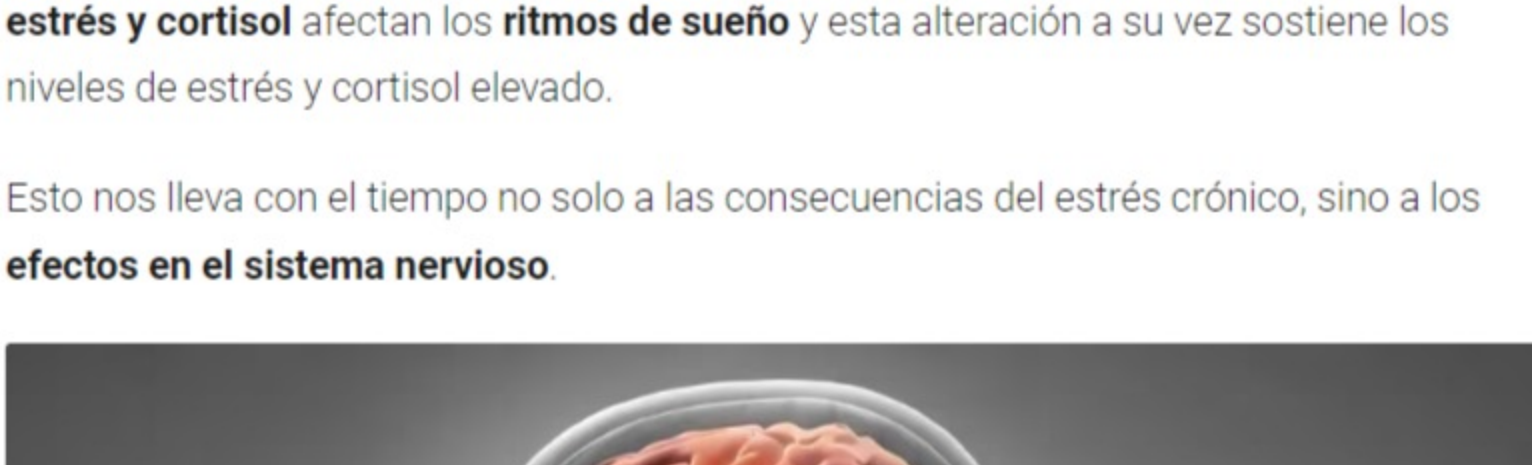 estrés y cortisol afectan los ritmos de sueño y esta alteración a su vez sostiene los
niveles de estrés y cortisol elevado.
Esto nos lleva con el tiempo no solo a las consecuencias del estrés crónico, sino a los
efectos en el sistema nervioso.